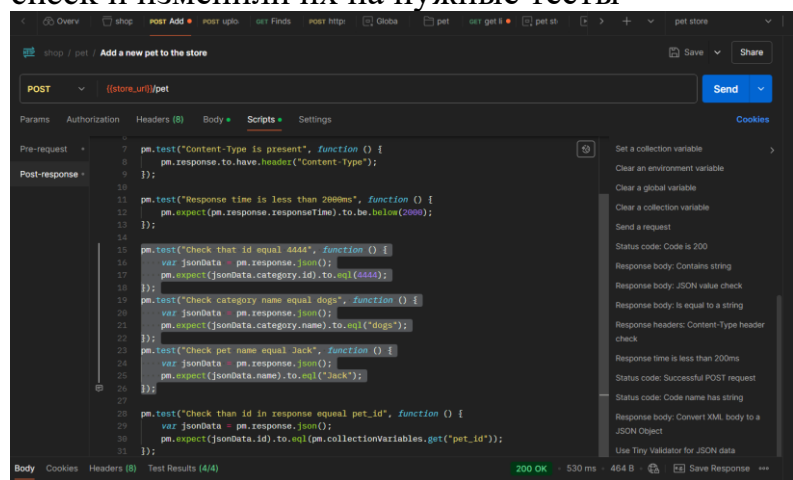 check и изменили их на нужные тесты
Overv shop POST Add POST uplo GET Finds POST http: Globa pet GET get li pet st pet store
shop / pet / Add a new pet to the store Save Share
POST {{store_url}}/pet Send
Params Authorization Headers (8) Body Scripts Settings Cookies
Pre-request
Post-response
7 pm.test("Content-Type is present", function () {
8 pm.response.to.have.header("Content-Type");
9 });
10
11 pm.test("Response time is less than 2000ms", function () {
12 pm.expect(pm.response.responseTime).to.be.below(2000);
13 });
14
15 pm.test("Check that id equal 4444", function () {
16 var jsonData = pm.response.json();
17 pm.expect(jsonData.category.id).to.eql(4444);
18 });
19 pm.test("Check category name equal dogs", function () {
20 var jsonData = pm.response.json();
21 pm.expect(jsonData.category.name).to.eql("dogs");
22 });
23 pm.test("Check pet name equal Jack", function () {
24 var jsonData = pm.response.json();
25 pm.expect(jsonData.name).to.eql("Jack");
26 });
27
28 pm.test("Check than id in response equeal pet_id", function () {
29 var jsonData = pm.response.json();
30 pm.expect(jsonData.id).to.eql(pm.collectionVariables.get("pet_id"));
31 });
Set a collection variable
Clear an environment variable
Clear a global variable
Clear a collection variable
Send a request
Status code: Code is 200
Response body: Contains string
Response body: JSON value check
Response body: Is equal to a string
Response headers: Content-Type header
check
Response time is less than 200ms
Status code: Successful POST request
Status code: Code name has string
Response body: Convert XML body to a
JSON Object
Use Tiny Validator for JSON data
Body Cookies Headers (8) Test Results (4/4) 200 OK 530 ms 464 B Save Response